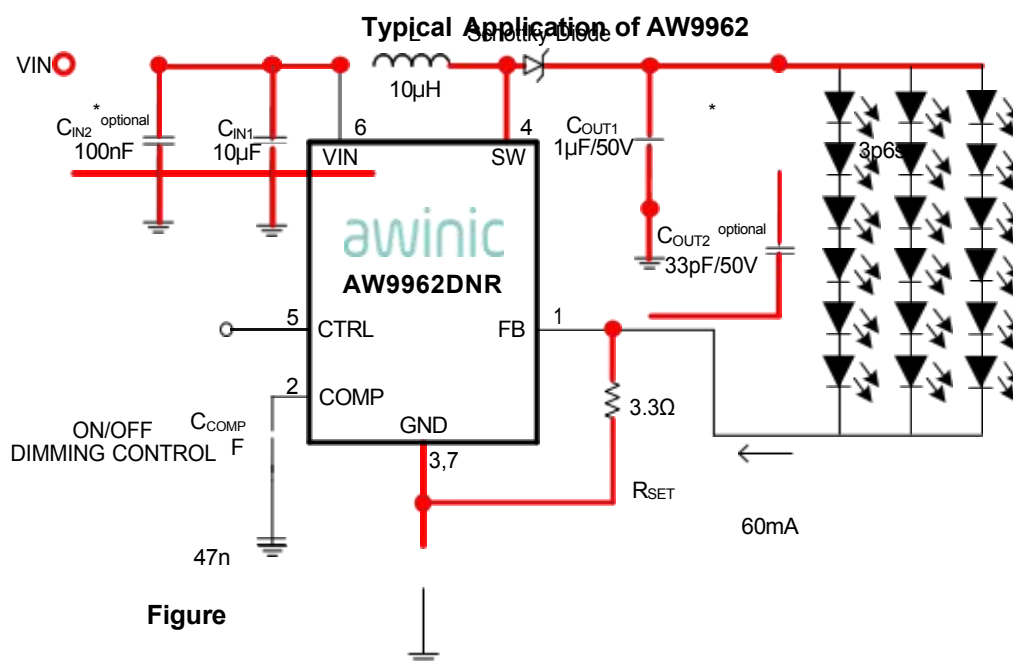 Typical Application of AW9962
L Schottky Diode
VIN
10μH
* optional
CIN2
100nF
CIN1
10μF
6
4
VIN
SW
COUT1
1μF/50V
*
3p6s
awinic
AW9962DNR
COUT2 optional
33pF/50V
5
CTRL
FB
1
2
COMP
3.3Ω
CCOMP
F
ON/OFF
DIMMING CONTROL
GND
3,7
RSET
60mA
47n
Figure